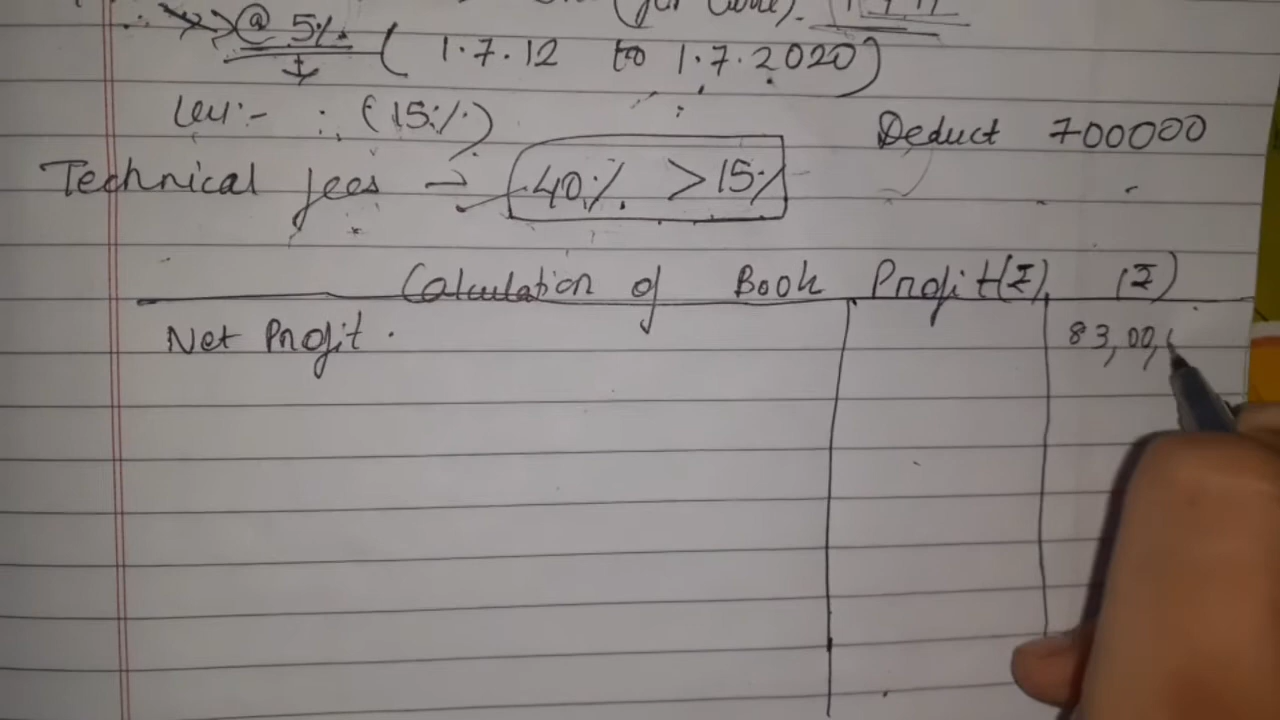 @ 5%
( 1.7.12 to 1.7.2020)
: (15%)
Deduct 700000
Technical fees → 40% > 15%
Calculation of Book Profit(₹) (₹)
Net Profit. 83,00,